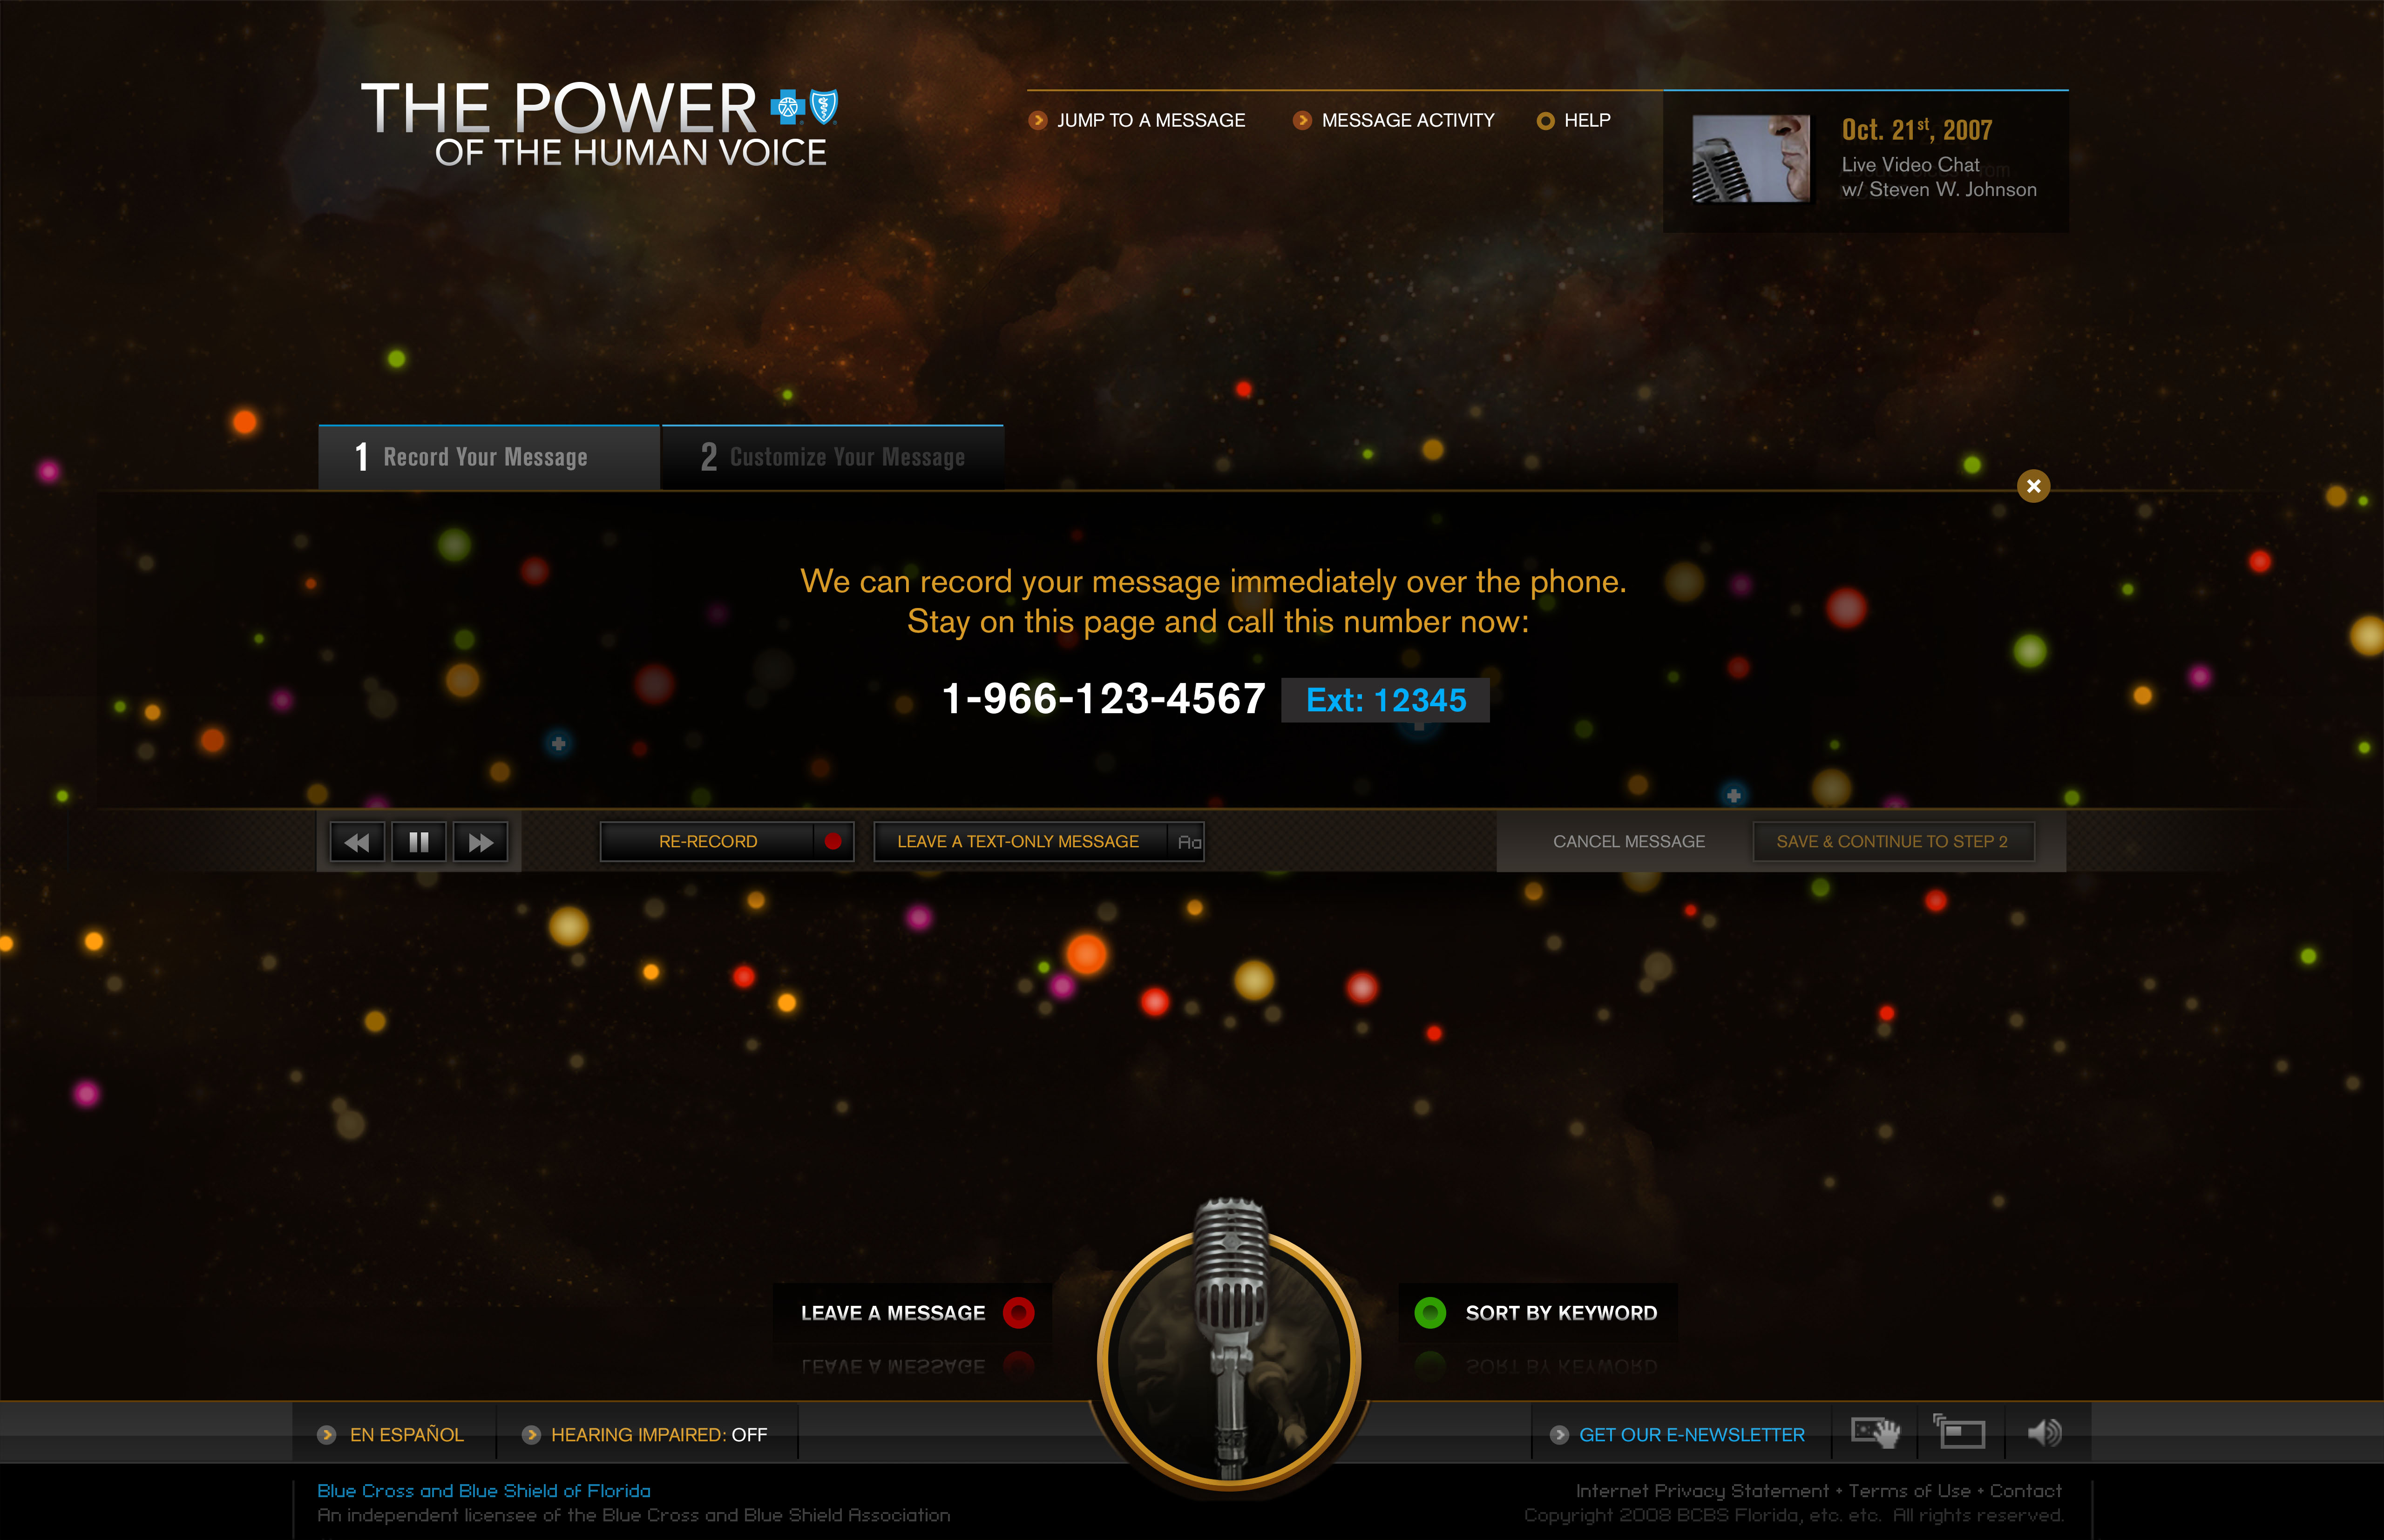 THE POWER
OF THE HUMAN VOICE
JUMP TO A MESSAGE
MESSAGE ACTIVITY
HELP
Oct. 21st, 2007
Live Video Chat
w/ Steven W. Johnson
1 Record Your Message
2 Customize Your Message
We can record your message immediately over the phone.
Stay on this page and call this number now:
1-966-123-4567 Ext: 12345
RE-RECORD
LEAVE A TEXT-ONLY MESSAGE Aa
CANCEL MESSAGE
SAVE & CONTINUE TO STEP 2
LEAVE A MESSAGE
SORT BY KEYWORD
EN ESPAÑOL
HEARING IMPAIRED: OFF
GET OUR E-NEWSLETTER
Blue Cross and Blue Shield of Florida
An independent licensee of the Blue Cross and Blue Shield Association
Internet Privacy Statement • Terms of Use • Contact
Copyright 2008 BCBS Florida, etc. etc. All rights reserved.